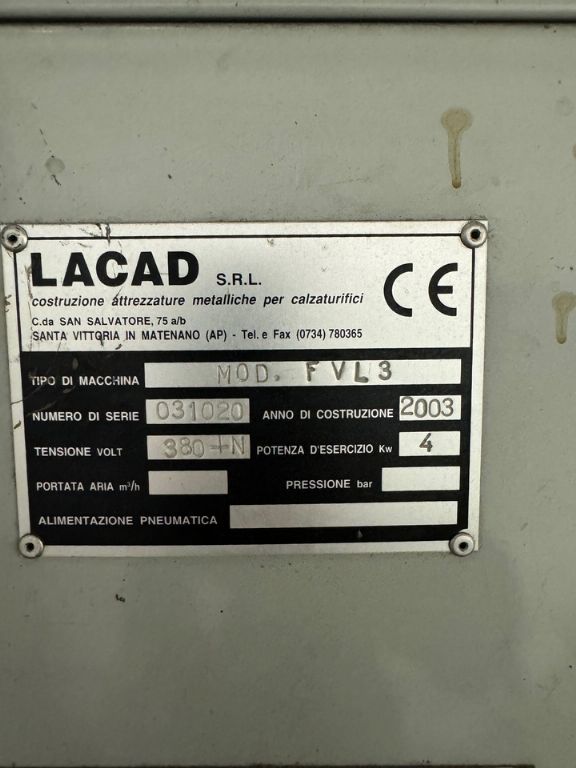 LACAD S.R.L.
costruzione attrezzature metalliche per calzaturifici
C.da SAN SALVATORE, 75 a/b
SANTA VITTORIA IN MATENANO (AP) - Tel. e Fax (0734) 780365
CE
TIPO DI MACCHINA MOD. FVL3
NUMERO DI SERIE 031020 ANNO DI COSTRUZIONE 2003
TENSIONE VOLT 380+N POTENZA D'ESERCIZIO Kw 4
PORTATA ARIA m³/h PRESSIONE bar
ALIMENTAZIONE PNEUMATICA